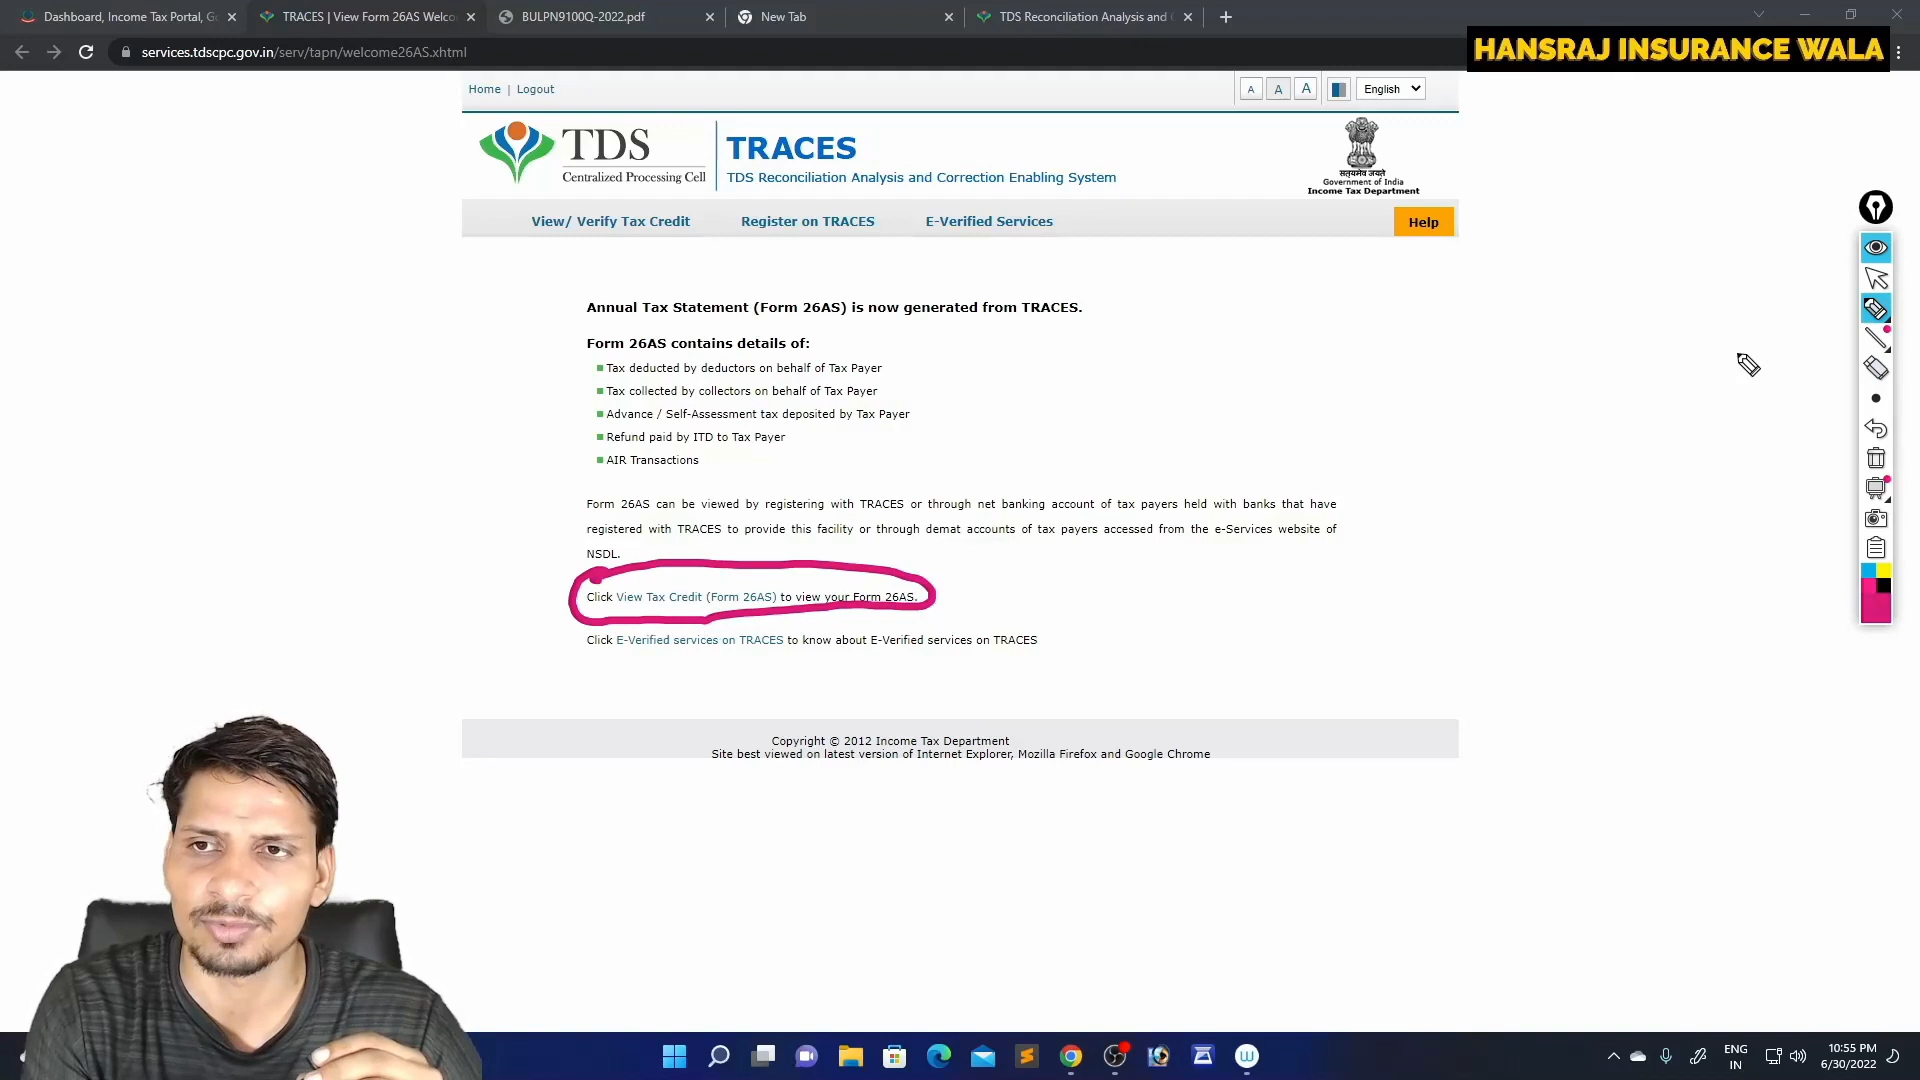 Dashboard, Income Tax Portal, Go
TRACES | View Form 26AS Welco
BULPN9100Q-2022.pdf
New Tab
TDS Reconciliation Analysis and C
services.tdscpc.gov.in/serv/tapn/welcome26AS.xhtml
HANSRAJ INSURANCE WALA
Home | Logout
A A A English
TDS
Centralized Processing Cell
TRACES
TDS Reconciliation Analysis and Correction Enabling System
सत्यमेव जयते
Government of India
Income Tax Department
View/ Verify Tax Credit Register on TRACES E-Verified Services Help
Annual Tax Statement (Form 26AS) is now generated from TRACES.
Form 26AS contains details of:
Tax deducted by deductors on behalf of Tax Payer
Tax collected by collectors on behalf of Tax Payer
Advance / Self-Assessment tax deposited by Tax Payer
Refund paid by ITD to Tax Payer
AIR Transactions
Form 26AS can be viewed by registering with TRACES or through net banking account of tax payers held with banks that have
registered with TRACES to provide this facility or through demat accounts of tax payers accessed from the e-Services website of
NSDL.
Click View Tax Credit (Form 26AS) to view your Form 26AS.
Click E-Verified services on TRACES to know about E-Verified services on TRACES
Copyright © 2012 Income Tax Department
Site best viewed on latest version of Internet Explorer, Mozilla Firefox and Google Chrome
ENG
IN
10:55 PM
6/30/2022